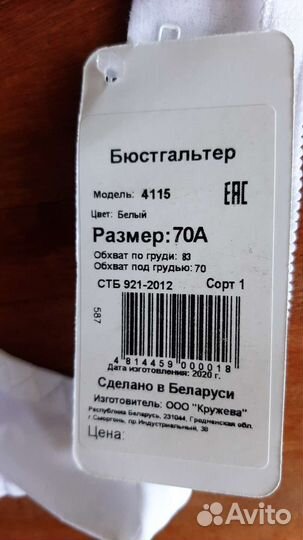 Бюстгальтер
Модель: 4115
EAC
Цвет: Белый
Размер: 70A
Обхват по груди: 83
Обхват под грудью: 70
СТБ 921-2012 Сорт 1
587
4 814459 000018
Дата изготовления: 2020 г.
Сделано в Беларуси
Изготовитель: ООО "Кружева"
Республика Беларусь, 231044, Гродненская обл.
г.Сморгонь, пр.Индустриальный, 38
Цена:
Avito